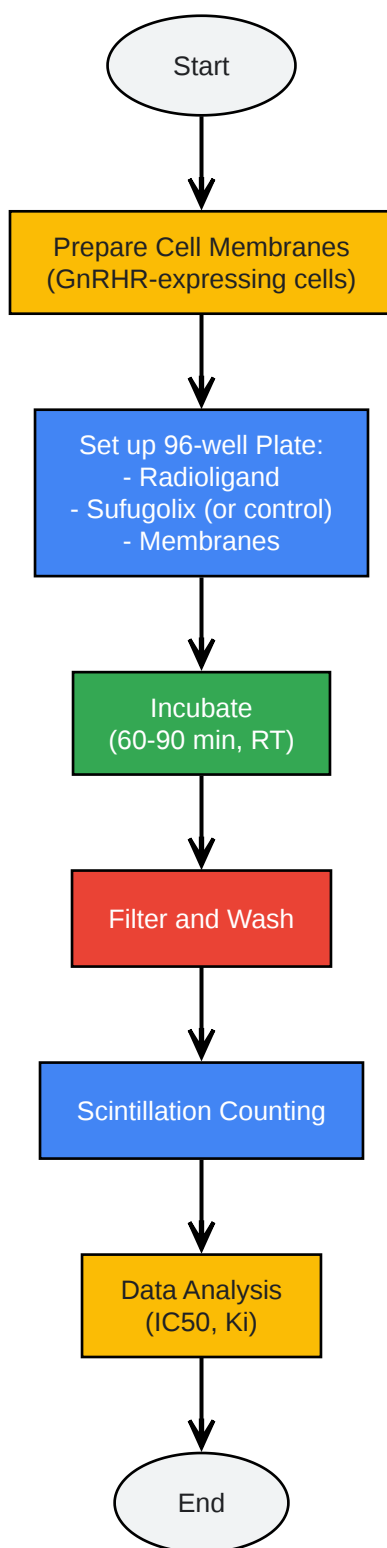 Start
Prepare Cell Membranes
(GnRHR-expressing cells)
Set up 96-well Plate:
- Radioligand
- Sufugolix (or control)
- Membranes
Incubate
(60-90 min, RT)
Filter and Wash
Scintillation Counting
Data Analysis
(IC50, Ki)
End